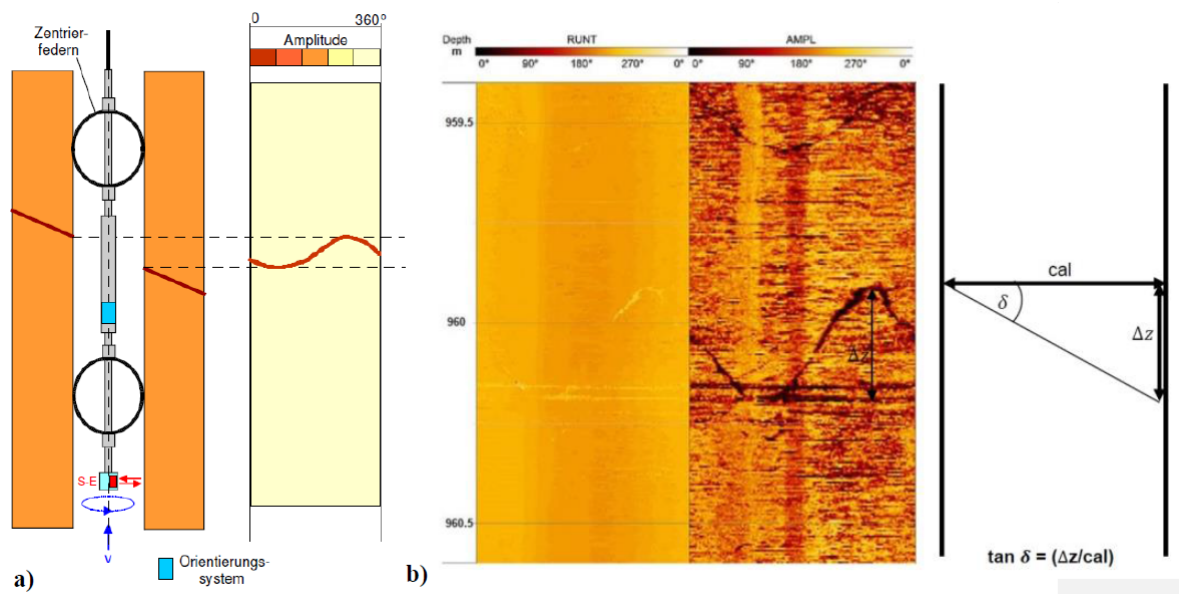 0
360°
Amplitude
Zentrier-
federn
S-E
v
Orientierungs-
system
a)
Depth
m
RUNT
AMPL
0°
90°
180°
270°
0°
0°
90°
180°
270°
0°
959.5
960
960.5
Δz
b)
cal
δ
Δz
tan δ = (Δz/cal)